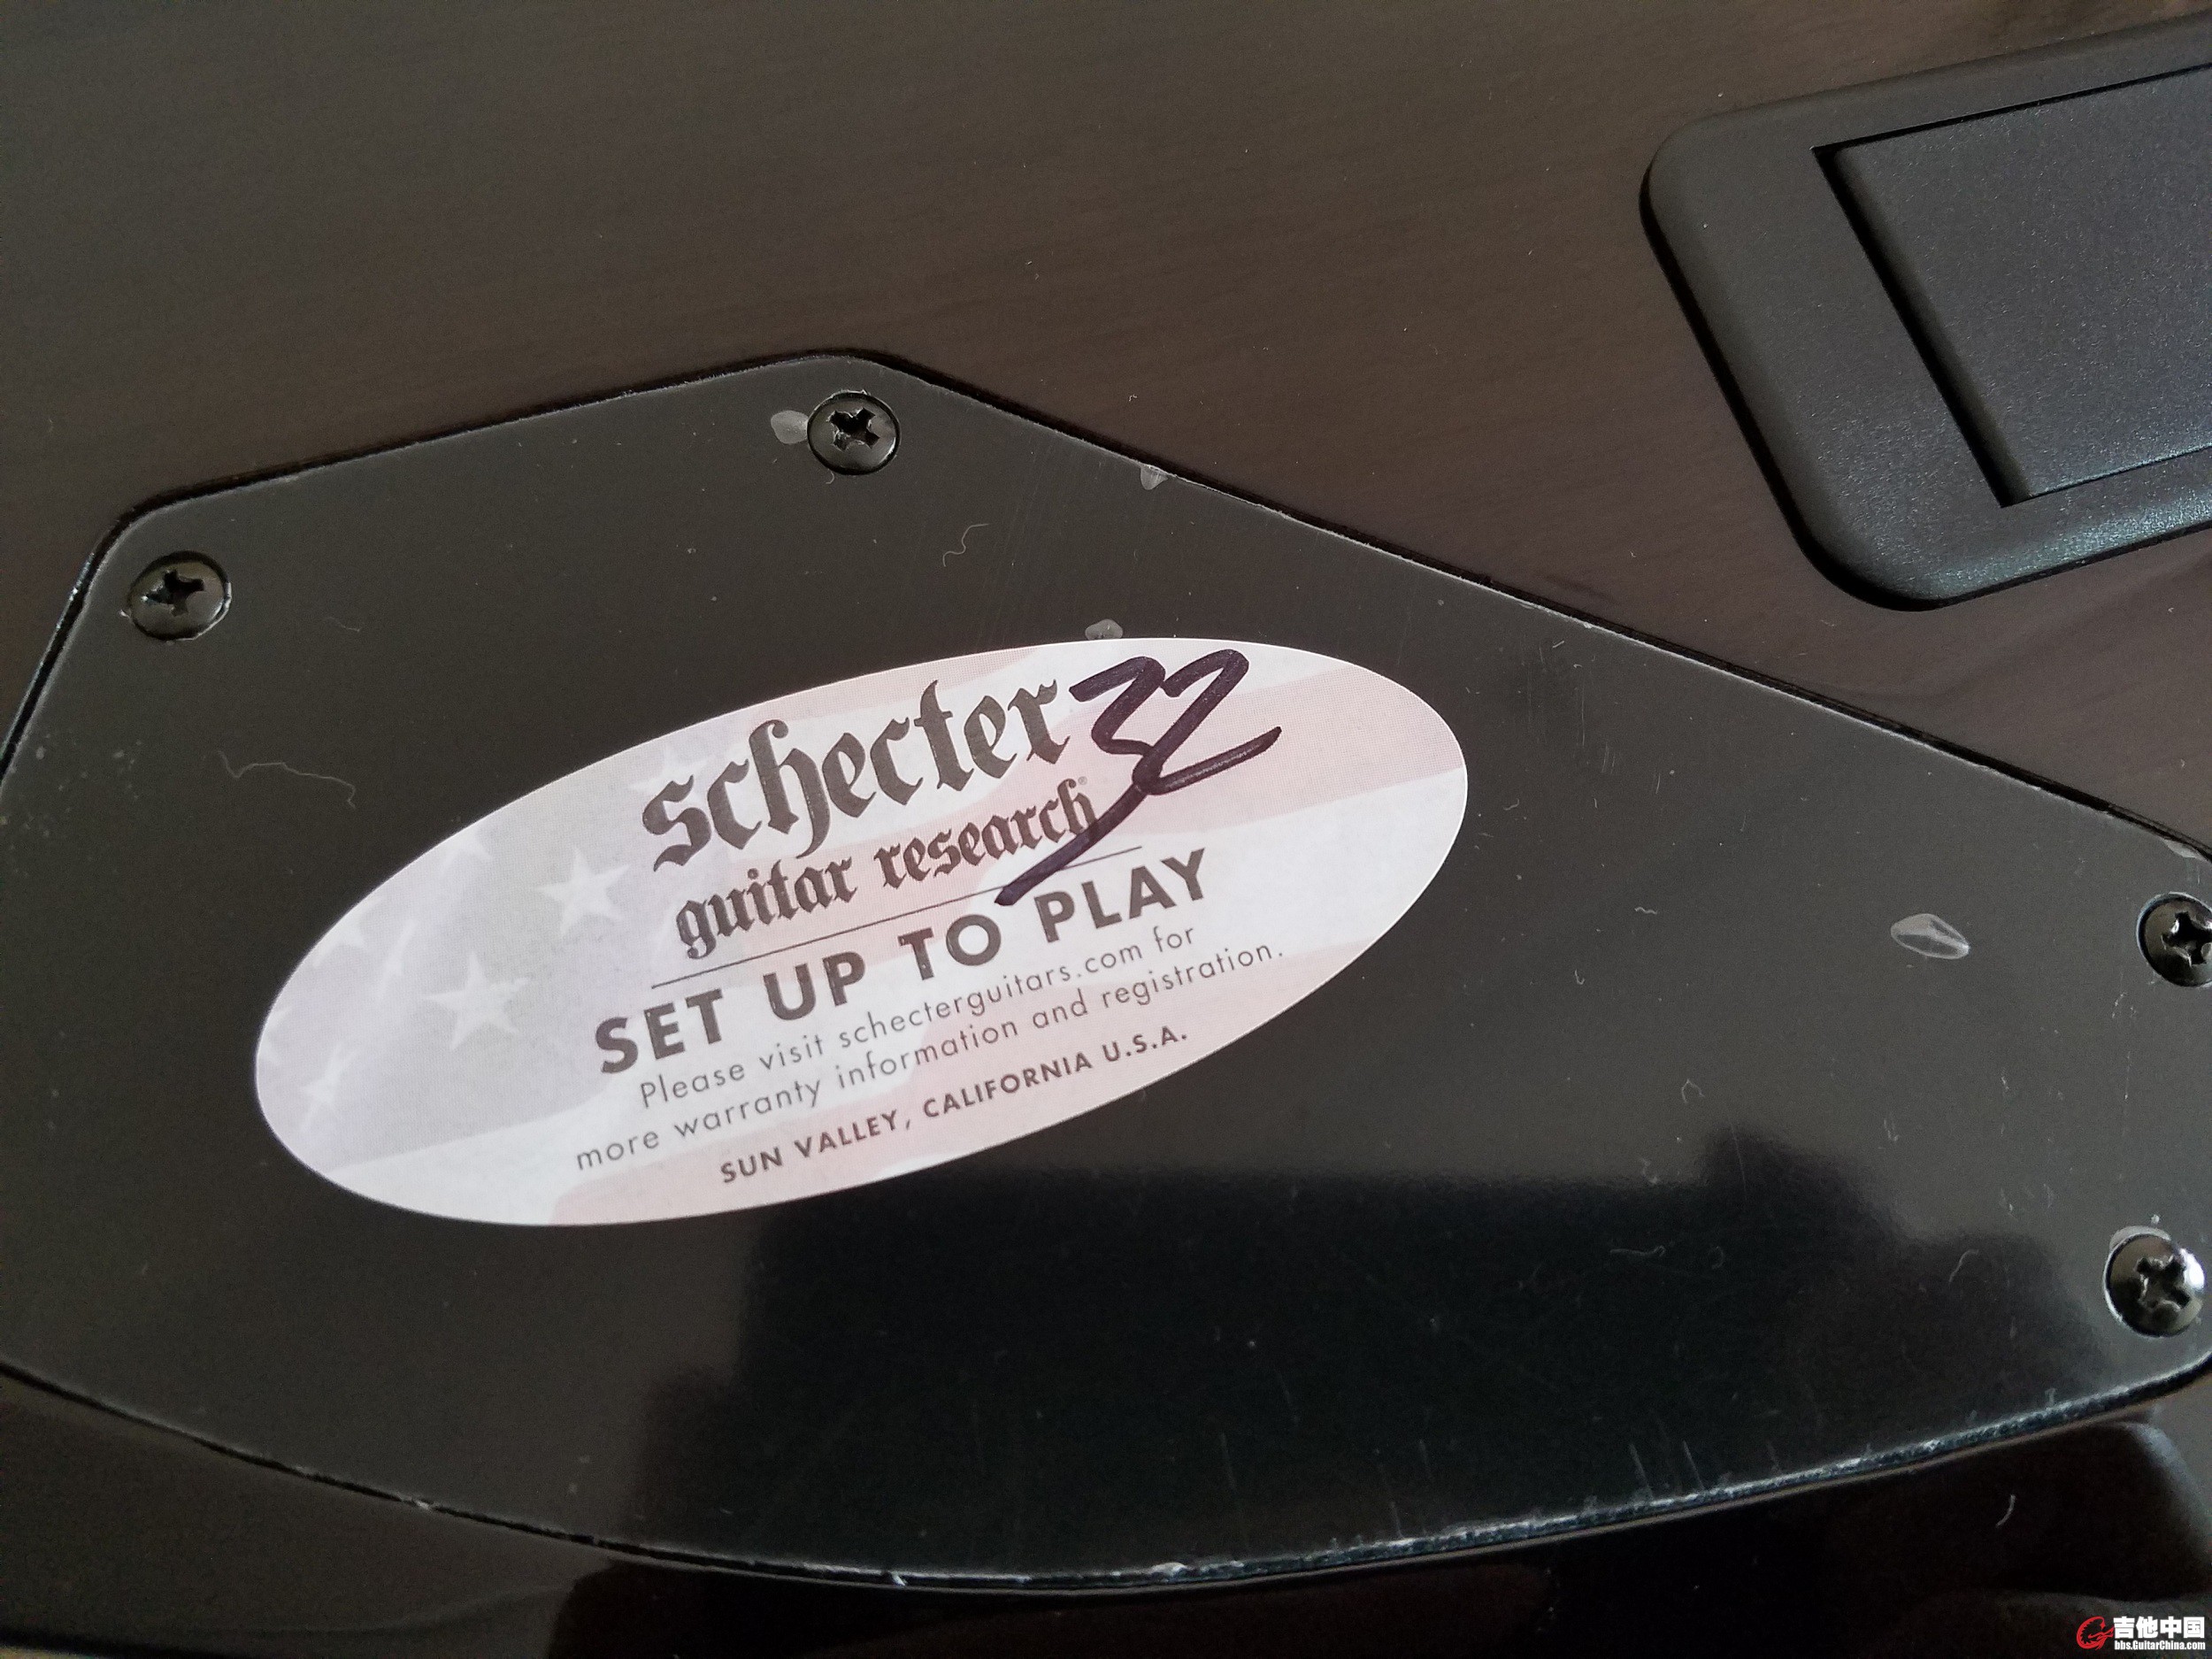 schecter 32
guitar research®
SET UP TO PLAY
Please visit schecterguitars.com for
more warranty information and registration.
SUN VALLEY, CALIFORNIA U.S.A.
吉他中国
bbs.GuitarChina.com